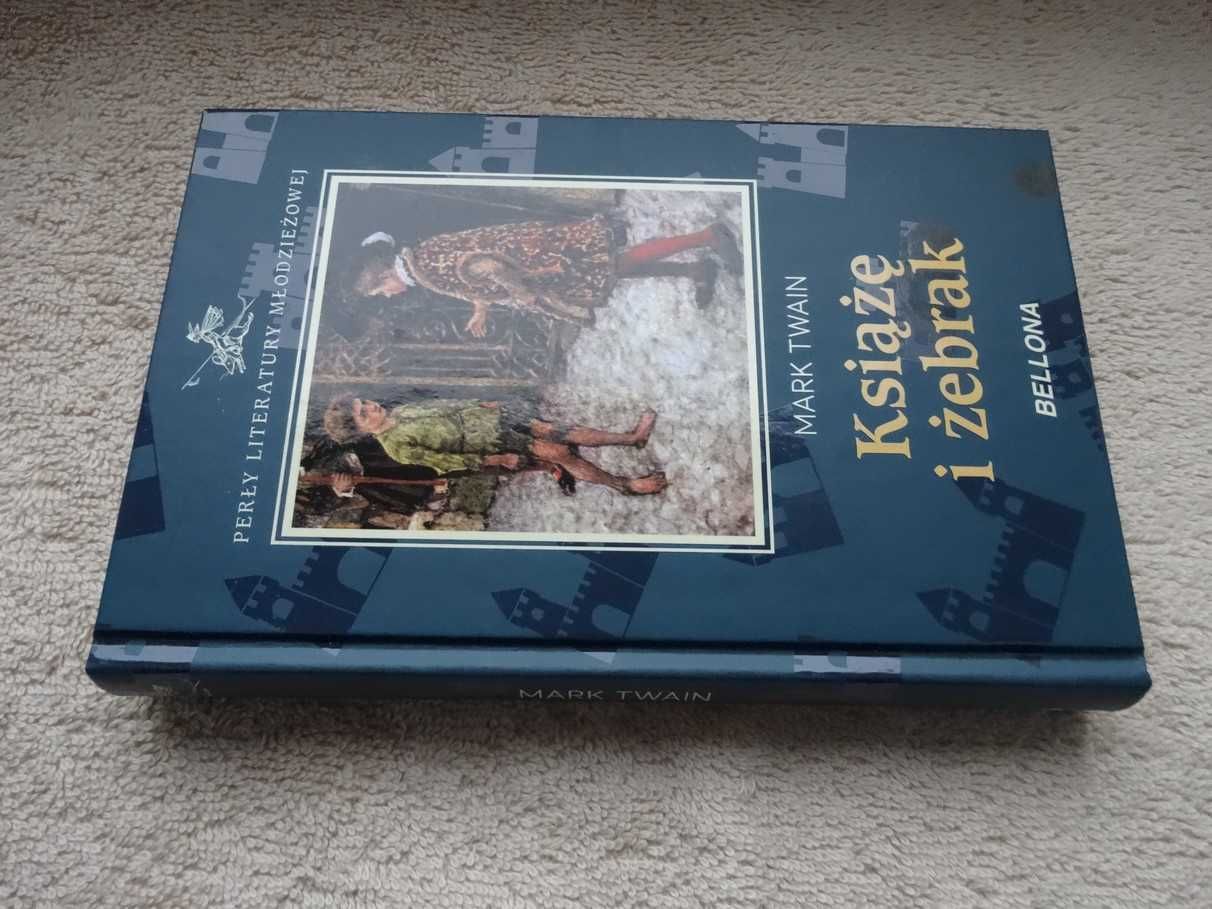 PERŁY LITERATURY MŁODZIEŻOWEJ
MARK TWAIN
Książę
i żebrak
BELLONA
MARK TWAIN